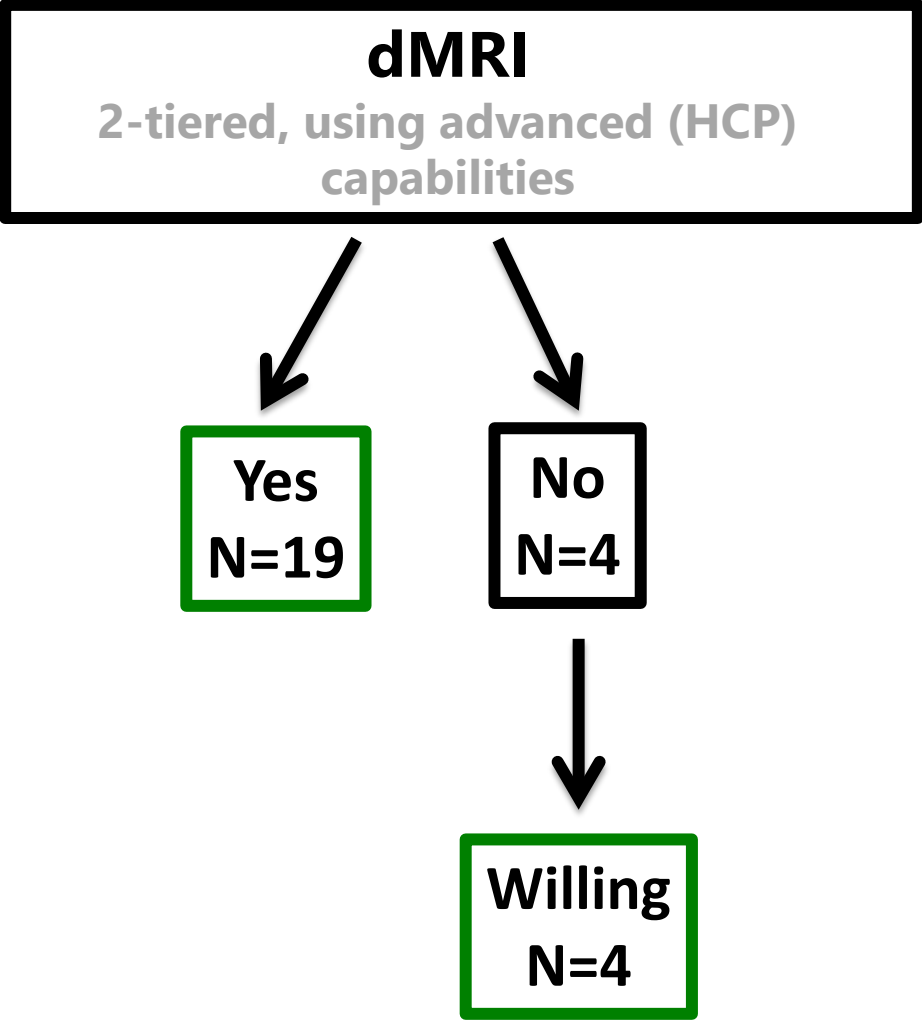 dMRI
2-tiered, using advanced (HCP)
capabilities
Yes
N=19
No
N=4
Willing
N=4